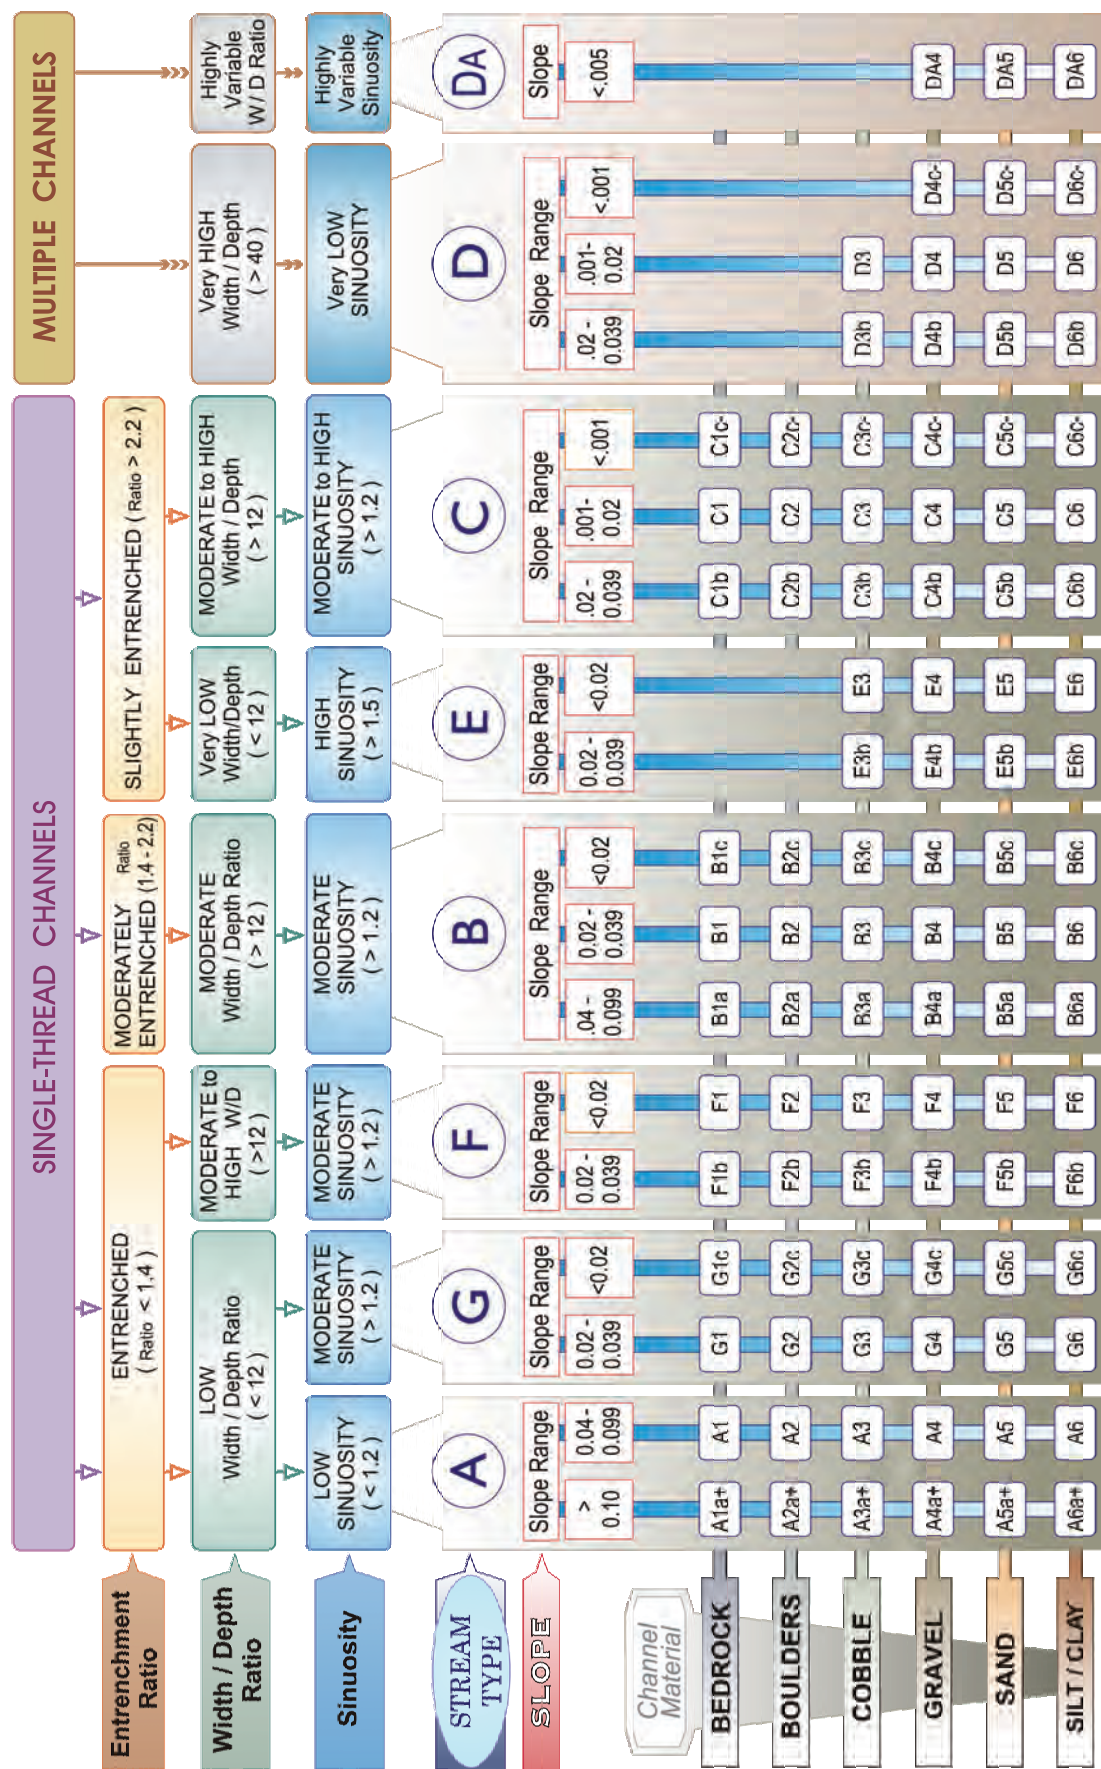 SINGLE-THREAD CHANNELS
MULTIPLE CHANNELS
Entrenchment
Ratio
ENTRENCHED
( Ratio < 1.4 )
MODERATELY Ratio
ENTRENCHED (1.4 - 2.2)
SLIGHTLY ENTRENCHED ( Ratio > 2.2 )
Width / Depth
Ratio
LOW
Width / Depth Ratio
( < 12 )
MODERATE to
HIGH W/D
( >12 )
MODERATE
Width / Depth Ratio
( > 12 )
Very LOW
Width/Depth
( < 12 )
MODERATE to HIGH
Width / Depth
( > 12 )
Very HIGH
Width / Depth
( > 40 )
Highly
Variable
W / D Ratio
Sinuosity
LOW
SINUOSITY
( < 1.2 )
MODERATE
SINUOSITY
( > 1.2 )
MODERATE
SINUOSITY
( > 1.2 )
MODERATE
SINUOSITY
( > 1.2 )
HIGH
SINUOSITY
( > 1.5 )
MODERATE to HIGH
SINUOSITY
( > 1.2 )
Very LOW
SINUOSITY
Highly
Variable
Sinuosity
STREAM
TYPE
A
G
F
B
E
C
D
DA
SLOPE
Slope Range
Slope Range
Slope Range
Slope Range
Slope Range
Slope Range
Slope Range
Slope
>
0.10
0.04-
0.099
0.02 -
0.039
<0.02
0.02 -
0.039
<0.02
.04 -
0.099
0.02 -
0.039
<0.02
0.02 -
0.039
<0.02
.02 -
0.039
.001-
0.02
<.001
.02 -
0.039
.001-
0.02
<.001
<.005
Channel
Material
BEDROCK A1a+ A1 G1 G1c F1b F1 B1a B1 B1c C1b C1 C1c-
BOULDERS A2a+ A2 G2 G2c F2b F2 B2a B2 B2c C2b C2 C2c-
COBBLE A3a+ A3 G3 G3c F3b F3 B3a B3 B3c E3b E3 C3b C3 C3c- D3b D3
GRAVEL A4a+ A4 G4 G4c F4b F4 B4a B4 B4c E4b E4 C4b C4 C4c- D4b D4 D4c- DA4
SAND A5a+ A5 G5 G5c F5b F5 B5a B5 B5c E5b E5 C5b C5 C5c- D5b D5 D5c- DA5
SILT / CLAY A6a+ A6 G6 G6c F6b F6 B6a B6 B6c E6b E6 C6b C6 C6c- D6b D6 D6c- DA6